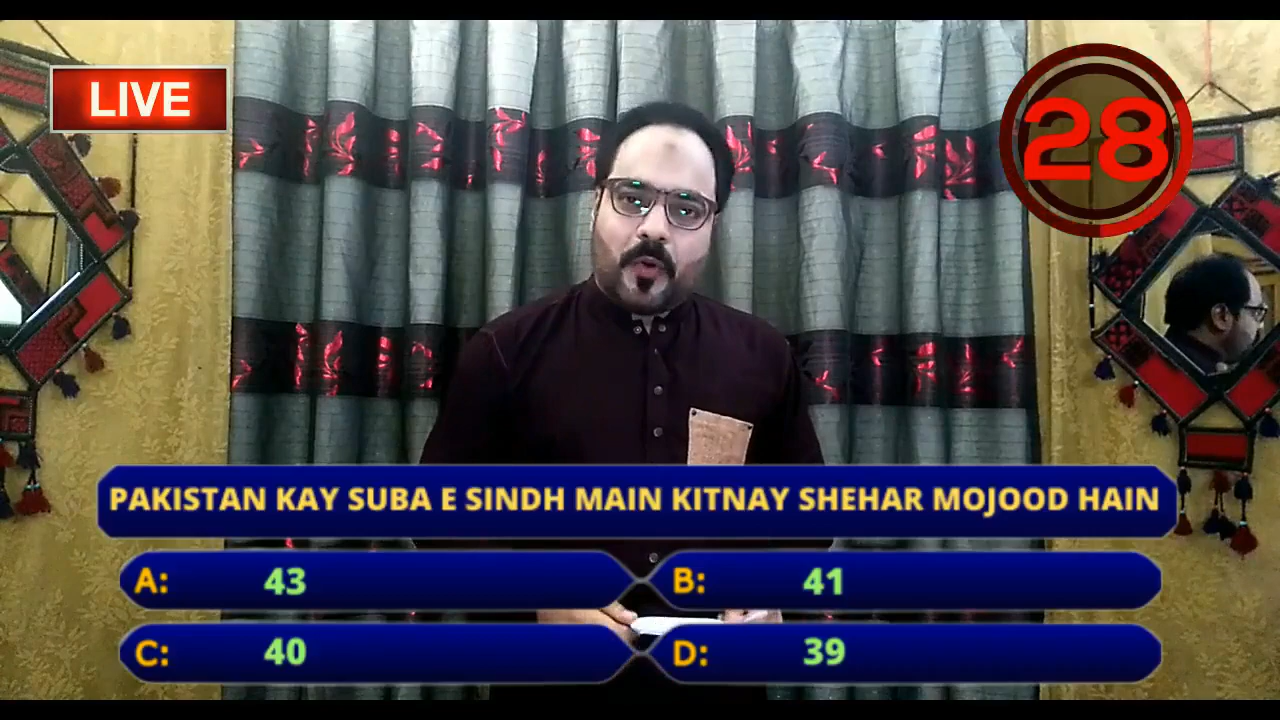 LIVE
28
PAKISTAN KAY SUBA E SINDH MAIN KITNAY SHEHAR MOJOOD HAIN
A: 43
B: 41
C: 40
D: 39